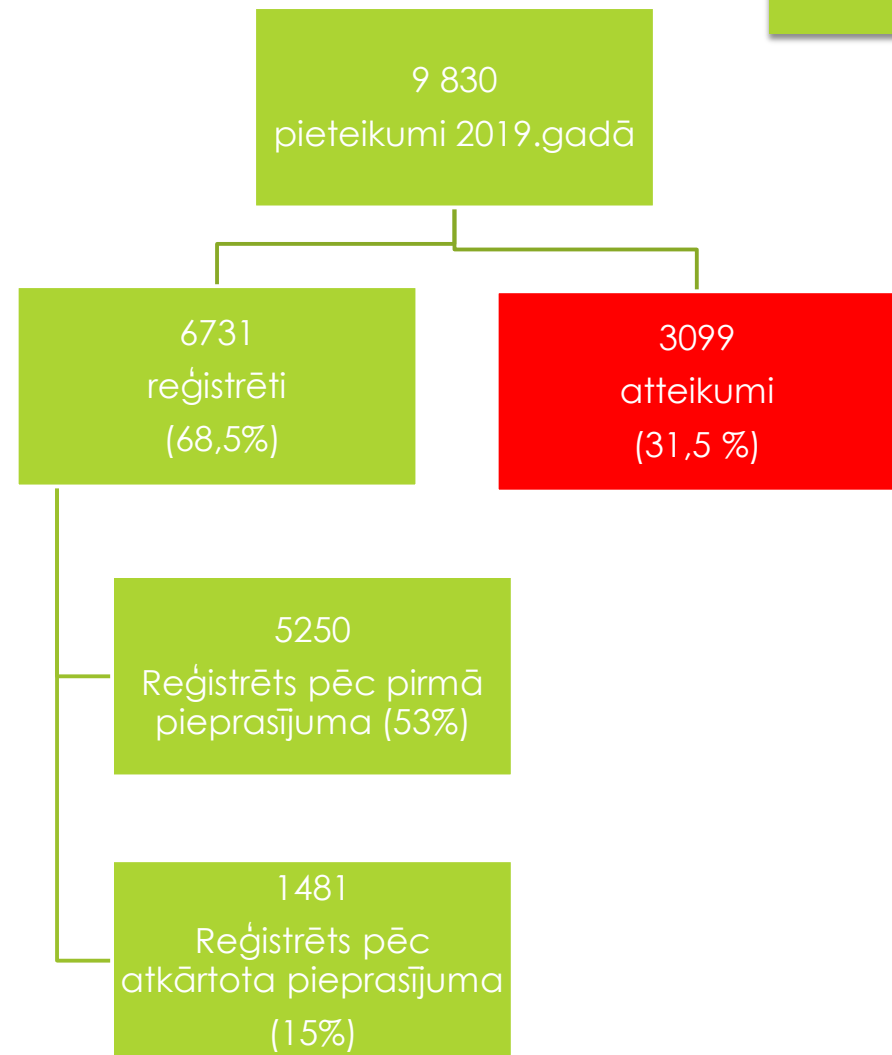 9 830
pieteikumi 2019.gadā
6731
reģistrēti
(68,5%)
3099
atteikumi
(31,5 %)
5250
Reģistrēts pēc pirmā
pieprasījuma (53%)
1481
Reģistrēts pēc
atkārtota pieprasījuma
(15%)